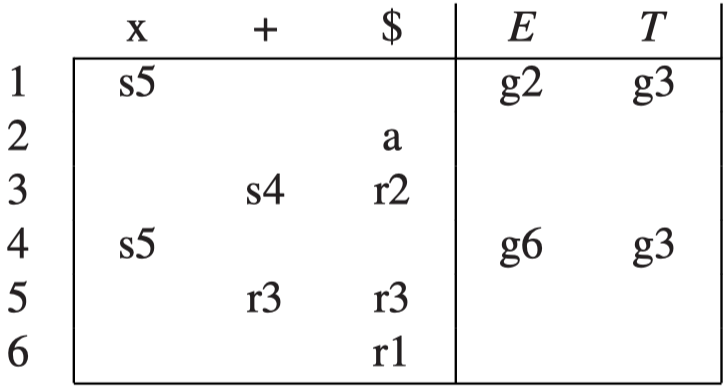 x + $ E T
1 s5 g2 g3
2 a
3 s4 r2
4 s5 g6 g3
5 r3 r3
6 r1